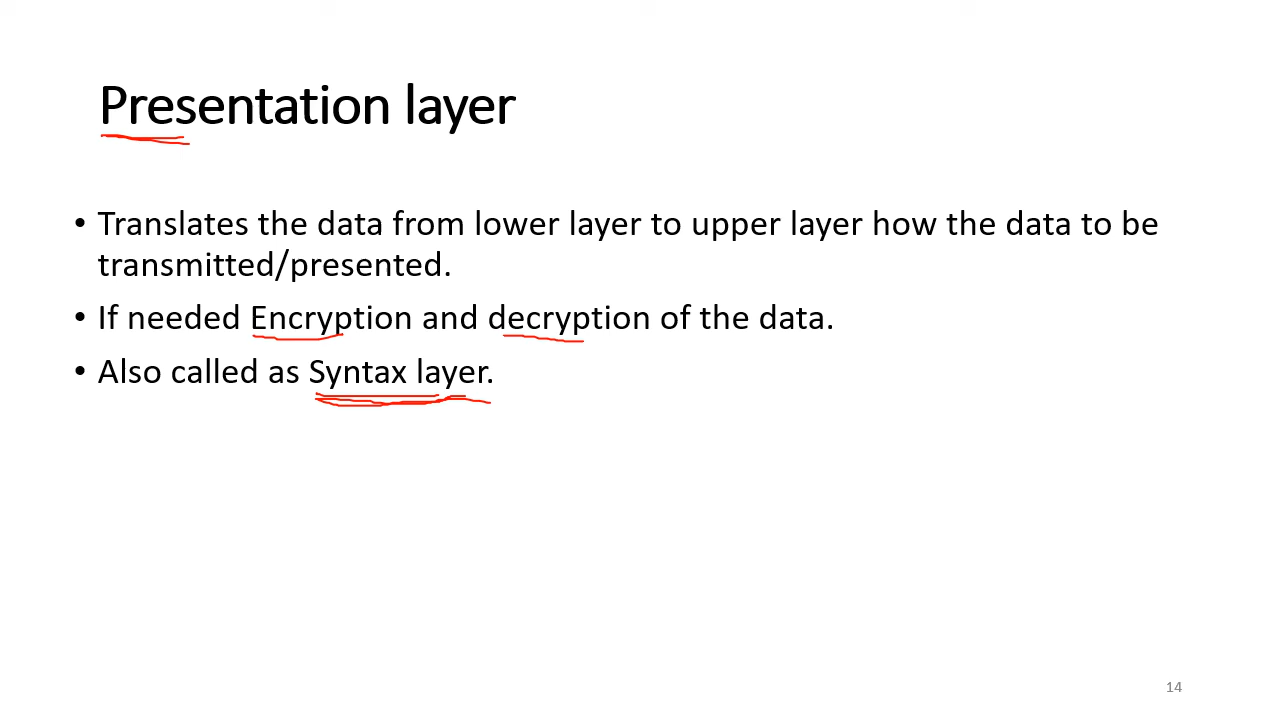 Presentation layer
• Translates the data from lower layer to upper layer how the data to be
transmitted/presented.
• If needed Encryption and decryption of the data.
• Also called as Syntax layer.
14